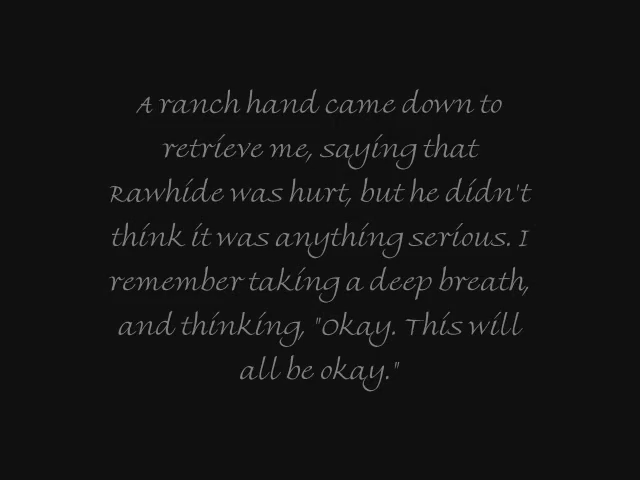 A ranch hand came down to
retrieve me, saying that
Rawhide was hurt, but he didn't
think it was anything serious. I
remember taking a deep breath,
and thinking, "Okay. This will
all be okay."